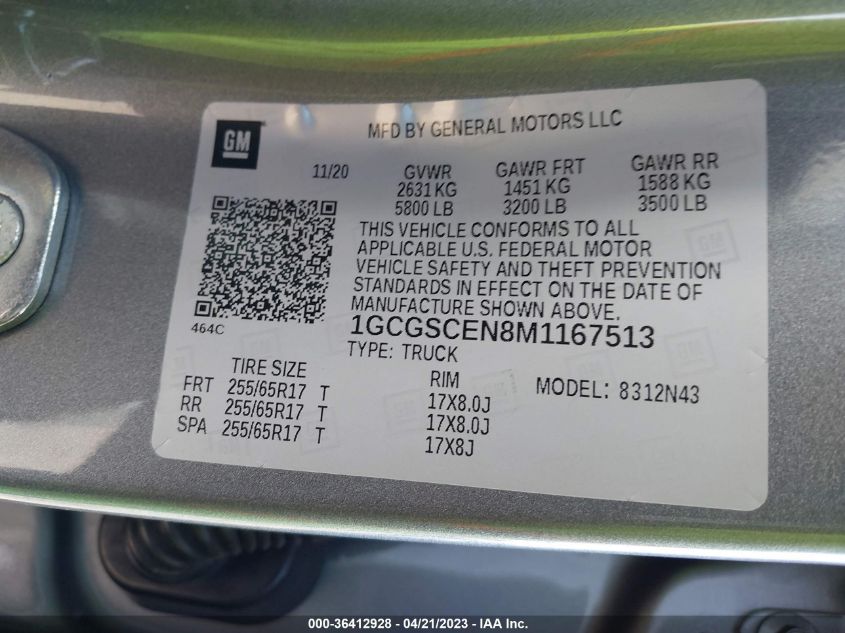 GM
MFD BY GENERAL MOTORS LLC
11/20 GVWR GAWR FRT GAWR RR
2631 KG 1451 KG 1588 KG
5800 LB 3200 LB 3500 LB
THIS VEHICLE CONFORMS TO ALL
APPLICABLE U.S. FEDERAL MOTOR
VEHICLE SAFETY AND THEFT PREVENTION
STANDARDS IN EFFECT ON THE DATE OF
MANUFACTURE SHOWN ABOVE.
464C
1GCGSCEN8M1167513
TYPE: TRUCK
TIRE SIZE RIM MODEL: 8312N43
FRT 255/65R17 T 17X8.0J
RR 255/65R17 T 17X8.0J
SPA 255/65R17 T 17X8J
000-36412928 - 04/21/2023 - IAA Inc.